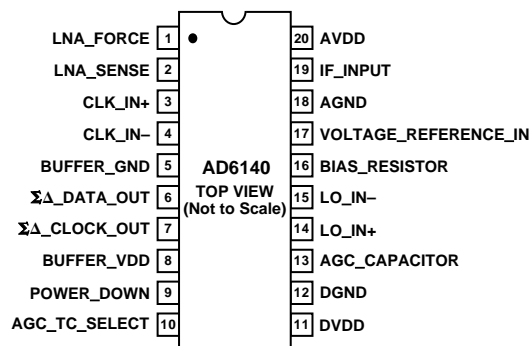 LNA_FORCE 1
LNA_SENSE 2
CLK_IN+ 3
CLK_IN– 4
BUFFER_GND 5
ΣΔ_DATA_OUT 6
ΣΔ_CLOCK_OUT 7
BUFFER_VDD 8
POWER_DOWN 9
AGC_TC_SELECT 10
AD6140
TOP VIEW
(Not to Scale)
20 AVDD
19 IF_INPUT
18 AGND
17 VOLTAGE_REFERENCE_IN
16 BIAS_RESISTOR
15 LO_IN–
14 LO_IN+
13 AGC_CAPACITOR
12 DGND
11 DVDD